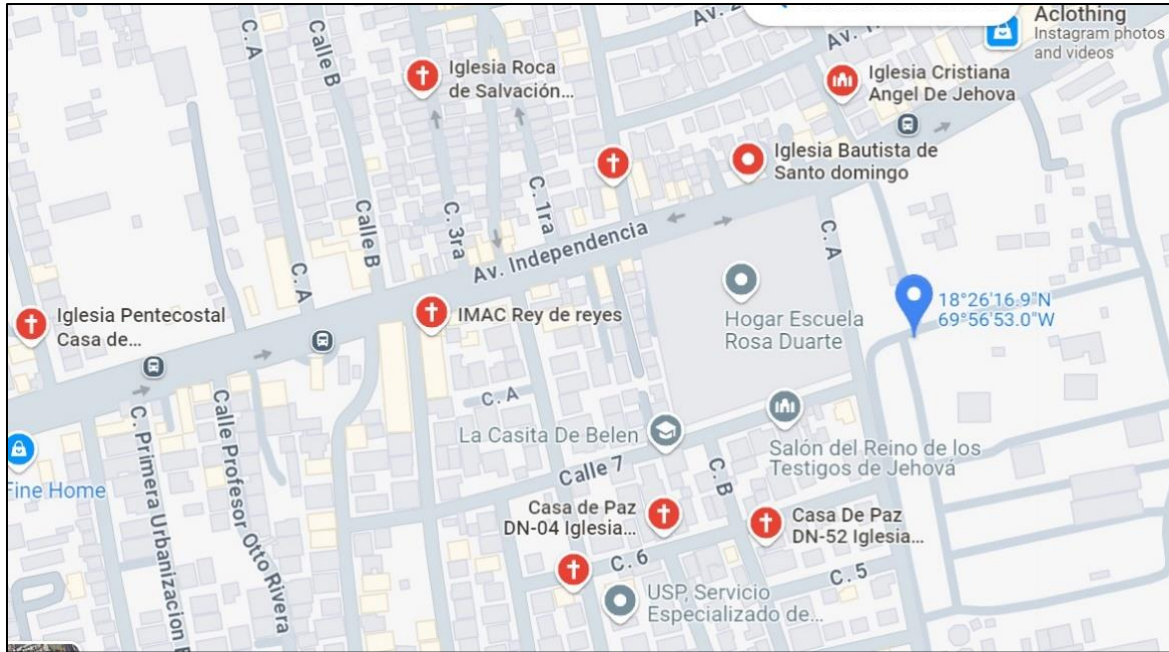 Aclothing
Instagram photos
and videos
C. A
Calle B
Iglesia Roca
de Salvación...
Iglesia Cristiana
Angel De Jehova
Iglesia Bautista de
Santo domingo
Calle B
C. 3ra
C. 1ra
Av. Independencia
C. A
C. A
18°26'16.9"N
69°56'53.0"W
Iglesia Pentecostal
Casa de...
IMAC Rey de reyes
Hogar Escuela
Rosa Duarte
C. A
La Casita De Belen
Salón del Reino de los
Testigos de Jehová
Fine Home
C. Primera Urbanizacion
Calle Profesor Otto Rivera
Calle 7
C. B
Casa de Paz
DN-04 Iglesia...
Casa De Paz
DN-52 Iglesia...
C. 6
C. 5
USP, Servicio
Especializado de...